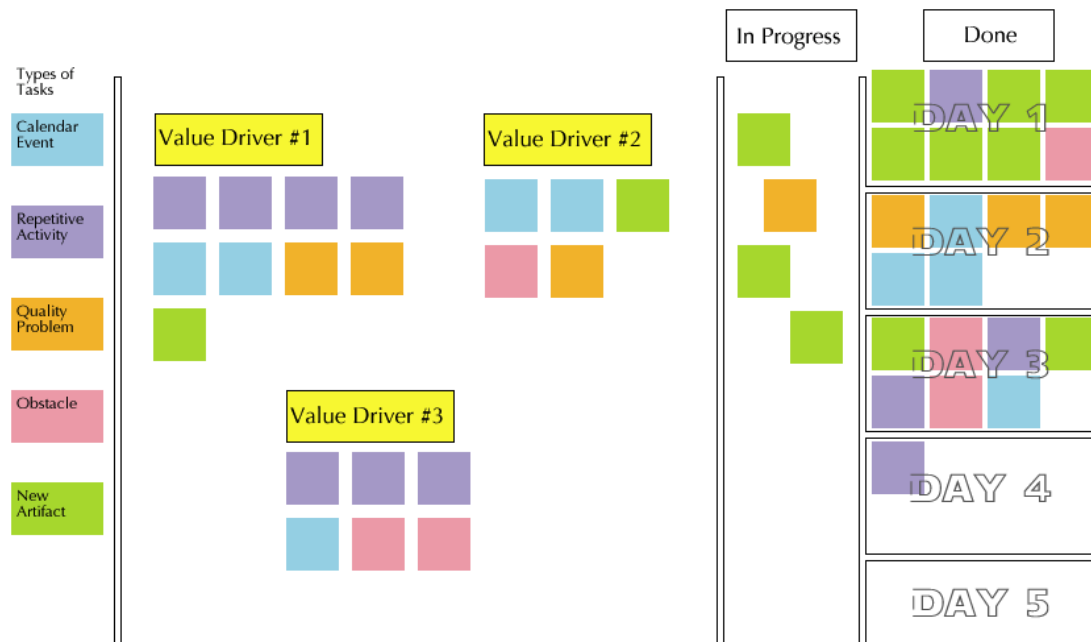 In Progress
Done
Types of
Tasks
Calendar
Event
Repetitive
Activity
Quality
Problem
Obstacle
New
Artifact
Value Driver #1
Value Driver #2
Value Driver #3
DAY 1
DAY 2
DAY 3
DAY 4
DAY 5